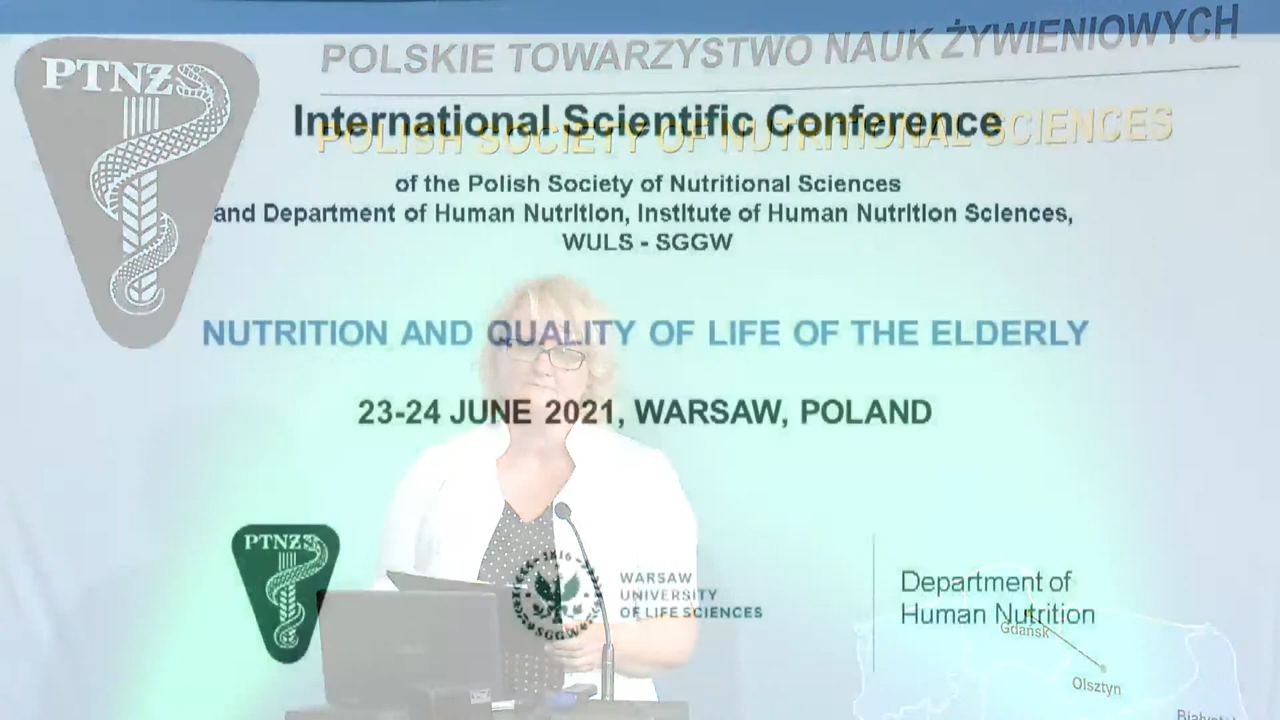 POLSKIE TOWARZYSTWO NAUK ŻYWIENIOWYCH
PTNŻ
International Scientific Conference
POLISH SOCIETY OF NUTRITIONAL SCIENCES
of the Polish Society of Nutritional Sciences
and Department of Human Nutrition, Institute of Human Nutrition Sciences,
WULS - SGGW
NUTRITION AND QUALITY OF LIFE OF THE ELDERLY
23-24 JUNE 2021, WARSAW, POLAND
PTNŻ
1816
SGGW
WARSAW
UNIVERSITY
OF LIFE SCIENCES
Department of
Human Nutrition
Gdańsk
Olsztyn